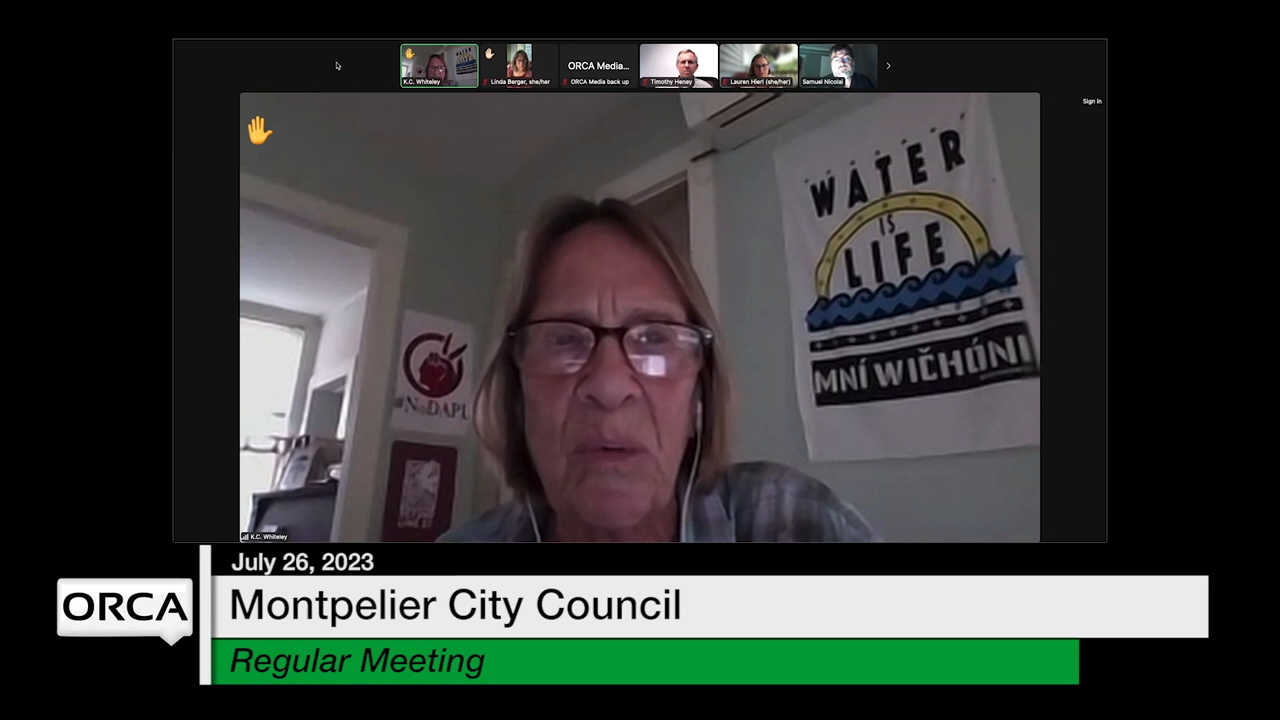 K.C. Whiteley
Linda Berger, she/her
ORCA Media...
ORCA Media back up
Timothy Heney
Lauren Hierl (she/her)
Samuel Nicolai
Sign In
WATER
IS
LIFE
MNÍ WIČHÓNI
#NoDAPL
K.C. Whiteley
July 26, 2023
ORCA
Montpelier City Council
Regular Meeting